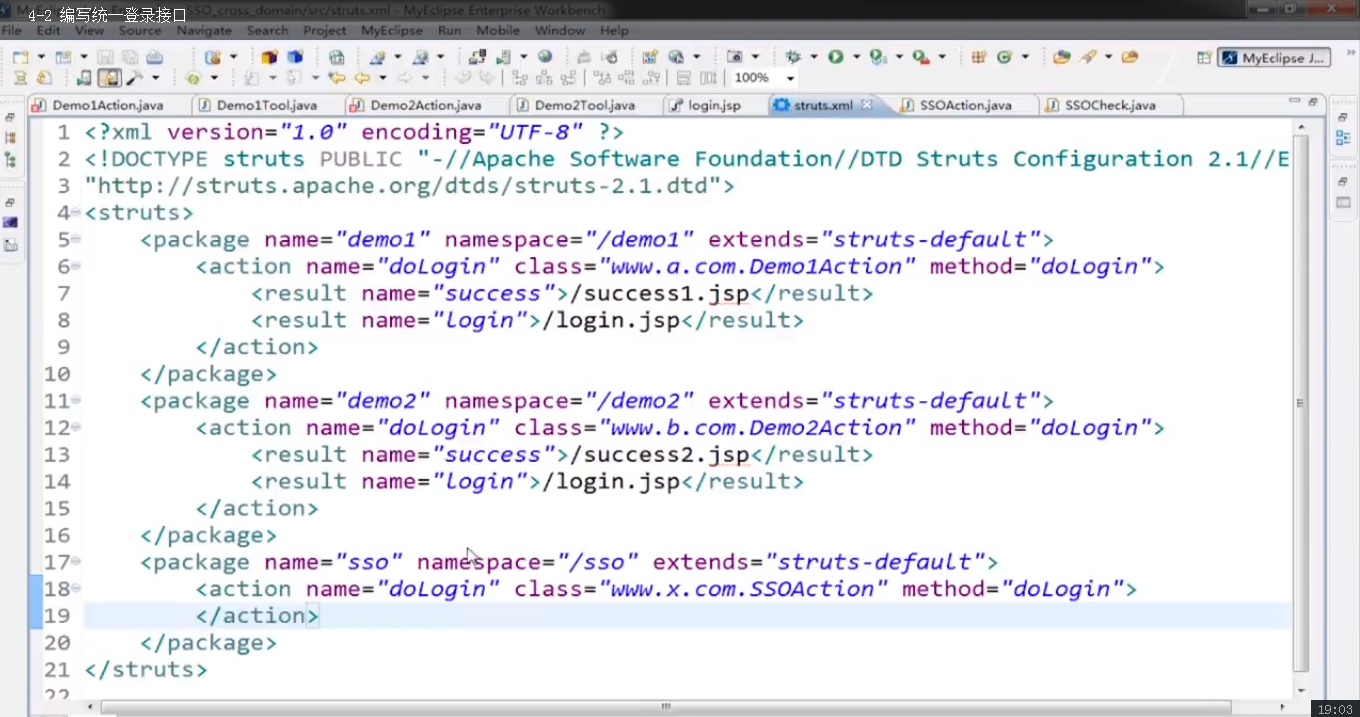 4-2 编写统一登录接口
SSO_cross_domain/src/struts.xml - MyEclipse Enterprise Workbench
File Edit View Source Navigate Search Project MyEclipse Run Mobile Window Help
100%
MyEclipse J...
Demo1Action.java Demo1Tool.java Demo2Action.java Demo2Tool.java login.jsp struts.xml SSOAction.java SSOCheck.java
1 <?xml version="1.0" encoding="UTF-8" ?>
2 <!DOCTYPE struts PUBLIC "-//Apache Software Foundation//DTD Struts Configuration 2.1//E
3 "http://struts.apache.org/dtds/struts-2.1.dtd">
4 <struts>
5 <package name="demo1" namespace="/demo1" extends="struts-default">
6 <action name="doLogin" class="www.a.com.Demo1Action" method="doLogin">
7 <result name="success">/success1.jsp</result>
8 <result name="login">/login.jsp</result>
9 </action>
10 </package>
11 <package name="demo2" namespace="/demo2" extends="struts-default">
12 <action name="doLogin" class="www.b.com.Demo2Action" method="doLogin">
13 <result name="success">/success2.jsp</result>
14 <result name="login">/login.jsp</result>
15 </action>
16 </package>
17 <package name="sso" namespace="/sso" extends="struts-default">
18 <action name="doLogin" class="www.x.com.SSOAction" method="doLogin">
19 </action>
20 </package>
21 </struts>
22
19:03